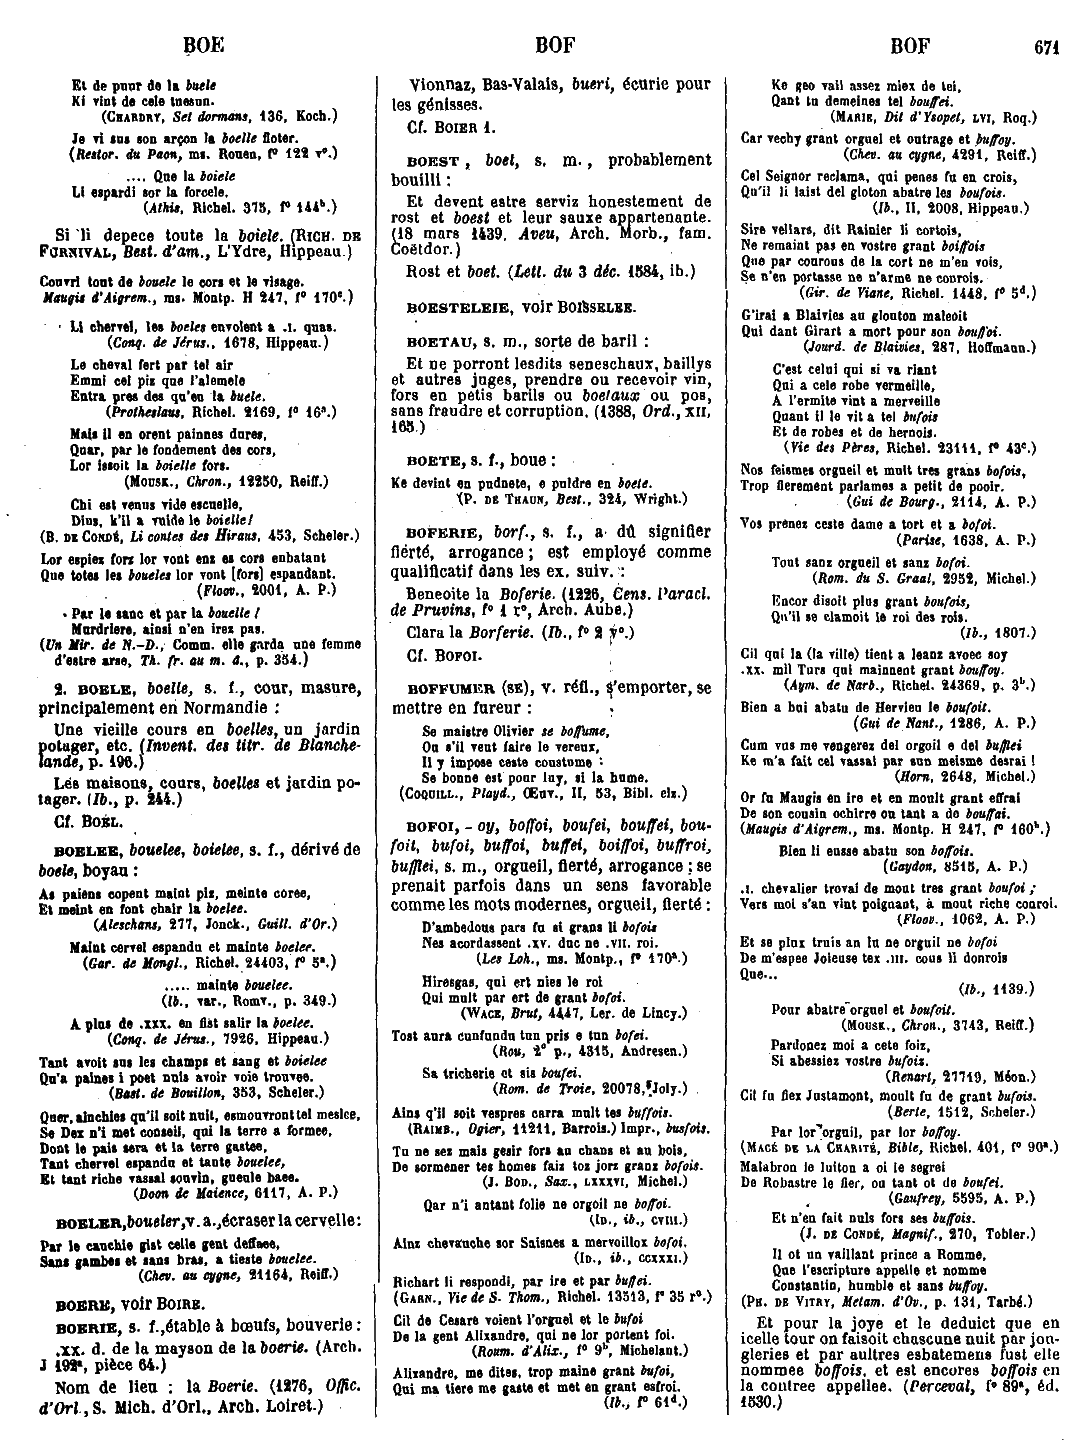 BOE
BOF
BOF
671
Et de pour de la buele
Ki vint de cele tueson.
(CHARDRY, Set dormans, 136, Koch.)
Je vi sus son arçon la boelle floter.
(Restor. du Paon, ms. Rouen, f° 122 v°.)
.... Que la boiele
Li espardi sor la forcele.
(Athis, Richel. 375, f° 144b.)
Si li depece toute la boiele. (RICH. DE
FURNIVAL, Best. d'am., L'Ydre, Hippeau.)
Couvri tout de bouele le cors et le visage.
Maugis d'Aigrem., ms. Montp. H 247, f° 170c.)
Li chervel, les boeles envolent a .I. quas.
(Conq. de Jérus., 1678, Hippeau.)
Le cheval fert par tel air
Emmi cel pix que l'alemele
Entra pres des qu'en la buele.
(Protheslaus, Richel. 2169, f° 16a.)
Mais il en orent painnes dures,
Quar, par le fondement des cors,
Lor issoit la boielle fors.
(MOUSK., Chron., 12250, Reiff.)
Chi est venus vide escuelle,
Dius, k'il a vuide le boielle!
(B. DE CONDÉ, Li contes des Hiraus, 453, Scheler.)
Lor espiez fors lor vont enz es cors enbatant
Que totes les boueles lor vont [fors] espandant.
(Floov., 2001, A. P.)
Par le sanc et par la bouelle!
Murdriere, ainsi n'en irez pas.
(Un Mir. de N.-D., Comm. elle garda une femme
d'estre arse, Th. fr. au m. â., p. 354.)
2. BOELE, boelle, s. f., cour, masure,
principalement en Normandie :
Une vieille cours en boelles, un jardin
potager, etc. (Invent. des titr. de Blanche-
lande, p. 196.)
Lés maisons, cours, boelles et jardin po-
tager. (Ib., p. 244.)
Cf. BOEL.
BOELEE, bouelee, boielee, s. f., dérivé de
boele, boyau :
As paiens copent maint piz, meinte coree,
Et meint en font chair la boelee.
(Aleschans, 277, Jonck., Guill. d'Or.)
Maint cervel espandu et mainte boelee.
(Gar. de Mongl., Richel. 24403, f° 5a.)
..... mainte bouelee.
(Ib., var., Romv., p. 349.)
A plus de .xxx. en fist salir la boelee.
(Conq. de Jérus., 7926, Hippeau.)
Tant avoit sus les champs et sang et boielee
Qu'a paines i poet nuls avoir voie trouvee.
(Bast. de Bouillon, 353, Scheler.)
Quer, ainchies qu'il soit nuit, esmouvront tel meslee,
Se Dex n'i met conseil, qui la terre a formee,
Dont le pais sera et la terre gastee,
Tant chervel espandu et tante bouelee,
Et tant riche vassal souvin, gueule baee.
(Doon de Maience, 6117, A. P.)
BOELER, boueler, v. a., écraser la cervelle:
Par le cauchie gist celle gent deffaee,
Sans gambes et sans bras, a tieste bouelee.
(Chev. au cygne, 21164, Reiff.)
BOERE, voir BOIRE.
BOERIE, s. f., étable à bœufs, bouverie :
.xx. d. de la mayson de la boerie. (Arch.
J 192a, pièce 64.)
Nom de lieu : la Boerie. (1276, Offic.
d'Orl., S. Mich. d'Orl., Arch. Loiret.)
Vionnaz, Bas-Valais, bueri, écurie pour
les génisses.
Cf. BOIER 1.
BOEST, boet, s. m., probablement
bouilli :
Et devent estre serviz honestement de
rost et boest et leur sauxe appartenante.
(18 mars 1439, Aveu, Arch. Morb., fam.
Coëtdor.)
Rost et boet. (Lett. du 3 déc. 1584, ib.)
BOESTELEIE, voir BOISSELEE.
BOETAU, s. m., sorte de baril :
Et ne porront lesdits seneschaux, baillys
et autres juges, prendre ou recevoir vin,
fors en petis barils ou boetaux ou pos,
sans fraude et corruption. (1388, Ord., XII,
165.)
BOETE, s. f., boue :
Ke devint en pudnete, e puldre en boete.
(P. DE THAUN, Best., 324, Wright.)
BOFERIE, borf., s. f., a dû signifier
fierté, arrogance ; est employé comme
qualificatif dans les ex. suiv. :
Beneoite la Boferie. (1226, Cens. Paracl.
de Pruvins, f° 1 r°, Arch. Aube.)
Clara la Borferie. (Ib., f° 2 v°.)
Cf. BOFOI.
BOFFUMER (SE), v. réfl., s'emporter, se
mettre en fureur :
Se maistre Olivier se boffume,
Ou s'il veut faire le vereux,
Il y impose ceste coustume :
Se bonne est pour luy, si la hume.
(COQUILL., Playd., Œuv., II, 53, Bibl. elz.)
BOFOI, - oy, boffoi, boufei, bouffei, bou-
foit, bufoi, buffoi, buffei, boiffoi, buffroi,
bufflei, s. m., orgueil, fierté, arrogance ; se
prenait parfois dans un sens favorable
comme les mots modernes, orgueil, fierté :
D'ambedous pars fu si grans li bofois
Nes acordassent .xv. duc ne .vii. roi.
(Les Loh., ms. Montp., f° 170a.)
Hiresgas, qui ert nies le roi
Qui mult par ert de grant bofoi.
(WACE, Brut, 4447, Ler. de Lincy.)
Tost aura cunfundu tun pris e tun bofei.
(Rou, 2° p., 4315, Andresen.)
Sa tricherie et sis boufei.
(Rom. de Troie, 20078, Joly.)
Ains q'il soit vespres carra mult tes buffois.
(RAIMB., Ogier, 11211, Barrois.) Impr., busfois.
Tu ne sez mais gesir fors au chans et au bois,
De sormener tes homes faiz toz jors granz bofois.
(J. BOD., Sax., LXXXVI, Michel.)
Qar n'i antant folie ne orgoil ne boffoi.
(ID., ib., CVIII.)
Ainz chevauche sor Saisnes a mervoillox bofoi.
(ID., ib., CCXXXI.)
Richart li respondi, par ire et par buffei.
(GARN., Vie de S. Thom., Richel. 13513, f° 35 r°.)
Cil de Cesare voient l'orguel et le bufoi
De la gent Alixandre, qui ne lor portent foi.
(Roum. d'Alix., f° 9b, Michelant.)
Alixandre, me dites, trop maine grant bufoi,
Qui ma tiere me gaste et met en grant esfroi.
(Ib., f° 61d.)
Ke geo vail assez miex de tei,
Qant tu demeines tel bouffei.
(MARIE, Dit d'Ysopet, LVI, Roq.)
Car vechy grant orguel et outrage et buffoy.
(Chev. au cygne, 4291, Reiff.)
Cel Seignor reclama, qui penes fu en crois,
Qu'il li laist del gloton abatre les boufois.
(Ib., II, 2008, Hippeau.)
Sire vellars, dit Rainier li cortois,
Ne remaint pas en vostre grant boiffois
Que par courous de la cort ne m'en vois,
Se n'en portasse ne n'arme ne conrois.
(Gir. de Viane, Richel. 1448, f° 5d.)
G'irai a Blaivies au glouton maleoit
Qui dant Girart a mort pour son bouffoi.
(Jourd. de Blaivies, 287, Hoffmann.)
C'est celui qui si va riant
Qui a cele robe vermeille,
A l'ermite vint a merveille
Quant il le vit a tel bufois
Et de robes et de hernois.
(Vie des Pères, Richel. 23111, f° 43c.)
Nos feismes orgueil et mult tres grans bofois,
Trop fierement parlames a petit de pooir.
(Gui de Bourg., 2114, A. P.)
Vos prenez ceste dame a tort et a bofoi.
(Parise, 1638, A. P.)
Tout sanz orgueil et sanz bofoi.
(Rom. du S. Graal, 2952, Michel.)
Encor disoit plus grant boufois,
Qu'il se clamoit le roi des rois.
(Ib., 1807.)
Cil qui la (la ville) tient a leanz avoec soy
.xx. mil Turs qui mainnent grant bouffoy.
(Aym. de Narb., Richel. 24369, p. 3b.)
Bien a hui abatu de Hervieu le boufoit.
(Gui de Nant., 1286, A. P.)
Cum vus me vengerez del orgoil e del bufflei
Ke m'a fait cel vassal par sun meisme desrai !
(Horn, 2648, Michel.)
Or fu Maugis en ire et en moult grant effrai
De son cousin ochirre ou tant a de bouffai.
(Maugis d'Aigrem., ms. Montp. H 247, f° 160b.)
Bien li eusse abatu son boffois.
(Gaydon, 8515, A. P.)
.I. chevalier troval de mout tres grant boufoi ;
Vers moi s'an vint poignant, à mout riche conroi.
(Floov., 1062, A. P.)
Et se plux truis an tu ne orguil ne bofoi
De m'espee Joieuse tex .III. cous li donrois
Que...
(Ib., 1139.)
Pour abatre orguel et boufoit.
(MOUSK., Chron., 3743, Reiff.)
Pardonez moi a cete foiz,
Si abessiez vostre bufoiz.
(Renart, 27719, Méon.)
Cil fu fiex Justamont, moult fu de grant bufois.
(Berte, 1512, Scheler.)
Par lor orguil, par lor boffoy.
(MACÉ DE LA CHARITÉ, Bible, Richel. 401, f° 90a.)
Malabron le luiton a oi le segrei
De Robastre le fier, ou tant ot de boufei.
(Gaufrey, 5595, A. P.)
Et n'en fait nuls fors ses buffois.
(J. DE CONDÉ, Magnif., 270, Tobler.)
Il ot un vaillant prince a Romme,
Que l'escripture appelle et nomme
Constantin, humble et sans buffoy.
(PH. DE VITRY, Metam. d'Ov., p. 131, Tarbé.)
Et pour la joye et le deduict que en
icelle tour on faisoit chascune nuit par jon-
gleries et par aultres esbatemens fust elle
nommee boffois, et est encores boffois en
la contree appellee. (Perceval, f° 89a, éd.
1530.)